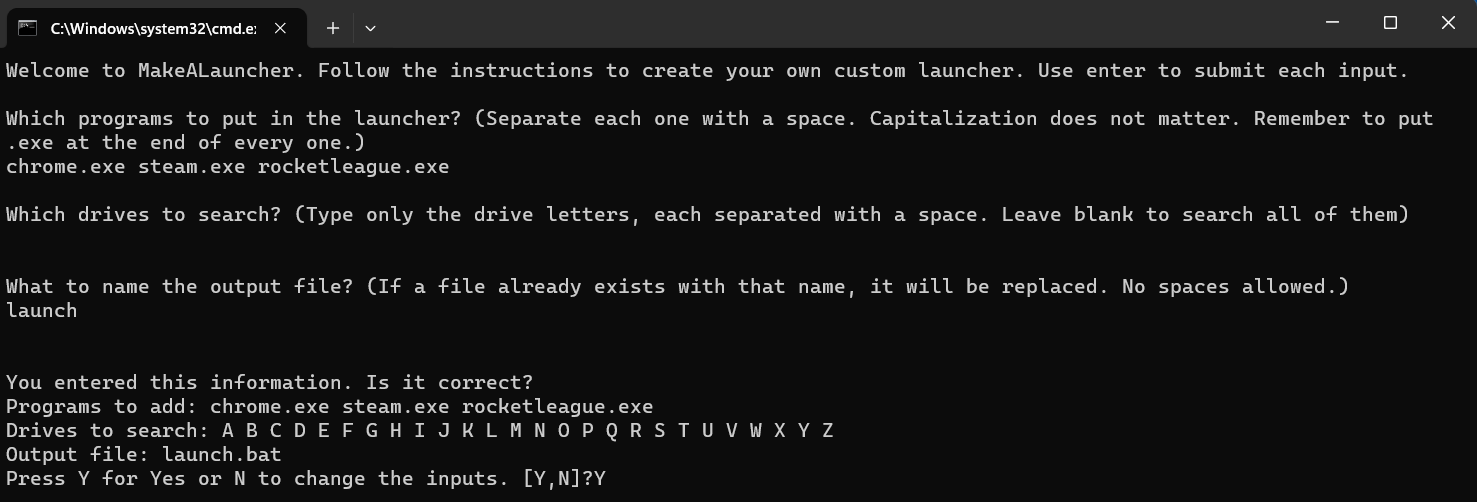 C:\Windows\system32\cmd.e
Welcome to MakeALauncher. Follow the instructions to create your own custom launcher. Use enter to submit each input.
Which programs to put in the launcher? (Separate each one with a space. Capitalization does not matter. Remember to put
.exe at the end of every one.)
chrome.exe steam.exe rocketleague.exe
Which drives to search? (Type only the drive letters, each separated with a space. Leave blank to search all of them)
What to name the output file? (If a file already exists with that name, it will be replaced. No spaces allowed.)
launch
You entered this information. Is it correct?
Programs to add: chrome.exe steam.exe rocketleague.exe
Drives to search: A B C D E F G H I J K L M N O P Q R S T U V W X Y Z
Output file: launch.bat
Press Y for Yes or N to change the inputs. [Y,N]?Y